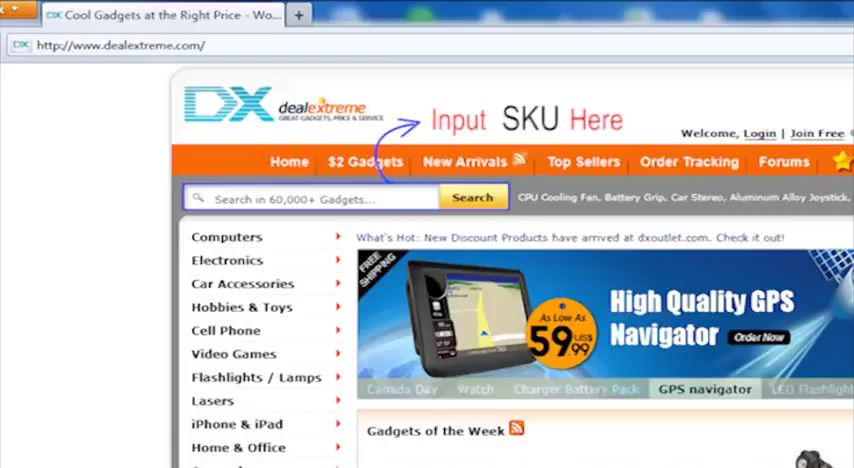 DX Cool Gadgets at the Right Price - Wo...
+
DX http://www.dealextreme.com/
DX dealextreme
GREAT GADGETS, PRICE & SERVICE
Input SKU Here
Welcome, Login | Join Free
Home $2 Gadgets New Arrivals Top Sellers Order Tracking Forums
Search in 60,000+ Gadgets... Search CPU Cooling Fan, Battery Grip, Car Stereo, Aluminum Alloy Joystick,
Computers
Electronics
Car Accessories
Hobbies & Toys
Cell Phone
Video Games
Flashlights / Lamps
Lasers
iPhone & iPad
Home & Office
What's Hot: New Discount Products have arrived at dxoutlet.com. Check it out!
FREE SHIPPING
As Low As
59.99 US$
High Quality GPS
Navigator Order Now
Canada Day Watch Charger Battery Pack GPS navigator LED Flashligh
Gadgets of the Week